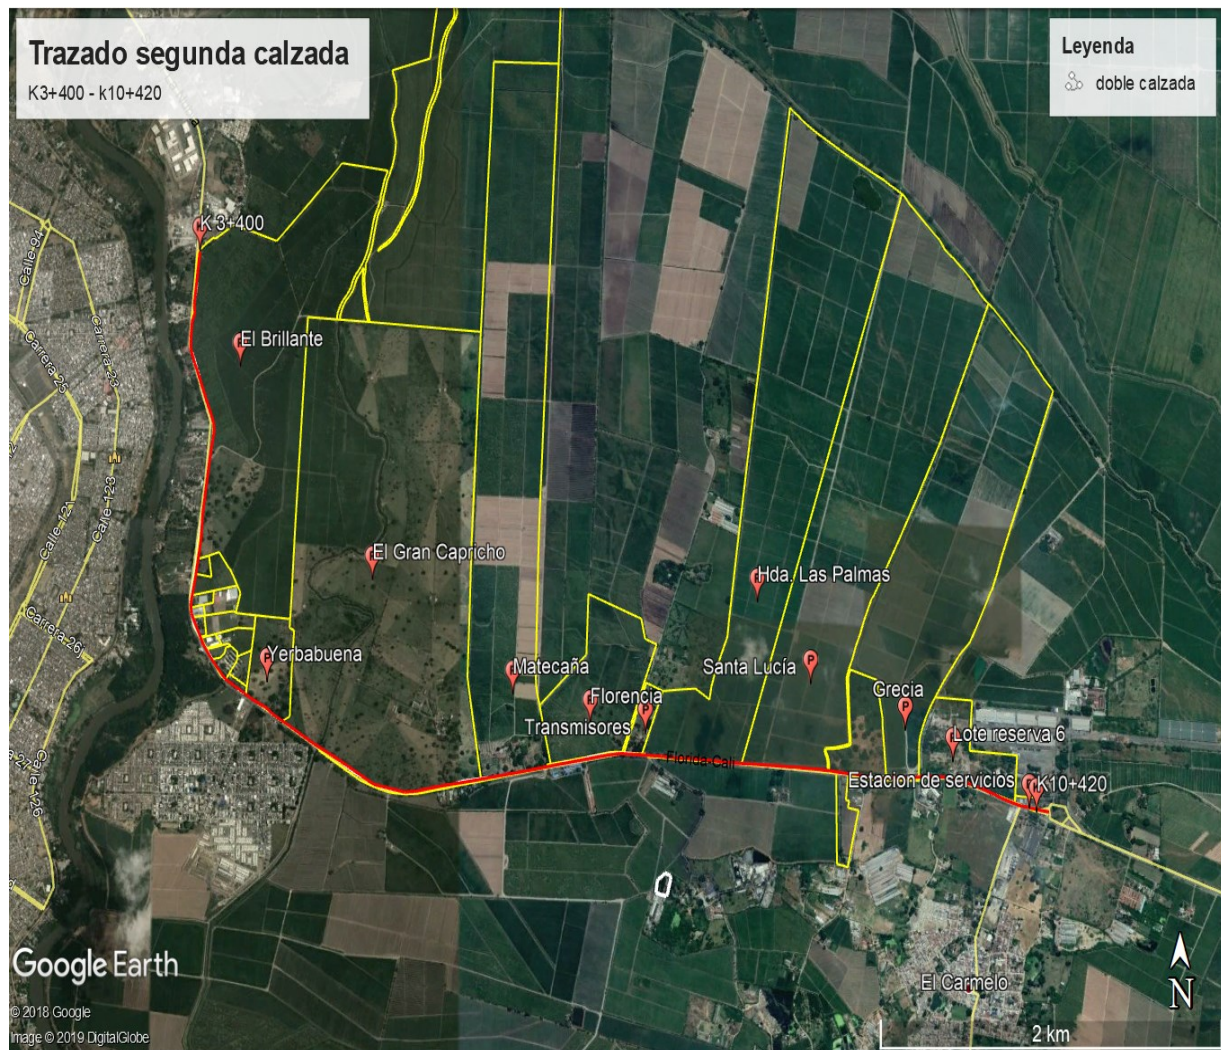 Trazado segunda calzada
K3+400 - k10+420
Leyenda
doble calzada
K 3+400
Calle 94
Carrera 25
Carrera 23
El Brillante
Calle 121
Calle 123
El Gran Capricho
Hda. Las Palmas
Carrera 26j
Yerbabuena
Matecaña
Santa Lucía
Florencia
Grecia
Transmisores
Lote reserva 6
Florida-Cali
Estacion de servicios
K10+420
Calle 126
Google Earth
El Carmelo
N
© 2018 Google
Image © 2019 DigitalGlobe
2 km